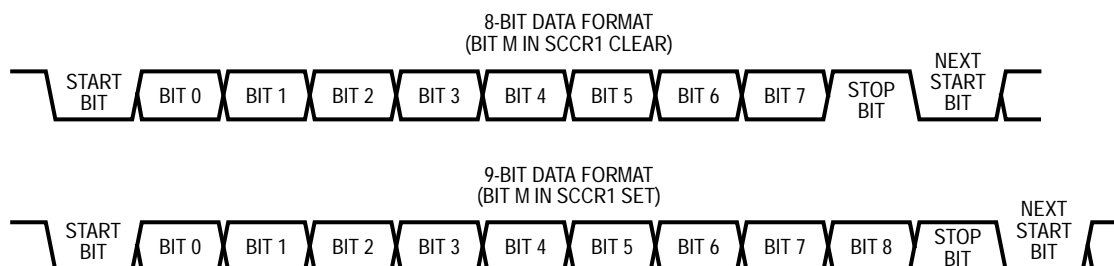 8-BIT DATA FORMAT
(BIT M IN SCCR1 CLEAR)
START BIT BIT 0 BIT 1 BIT 2 BIT 3 BIT 4 BIT 5 BIT 6 BIT 7 STOP BIT NEXT START BIT
9-BIT DATA FORMAT
(BIT M IN SCCR1 SET)
START BIT BIT 0 BIT 1 BIT 2 BIT 3 BIT 4 BIT 5 BIT 6 BIT 7 BIT 8 STOP BIT NEXT START BIT